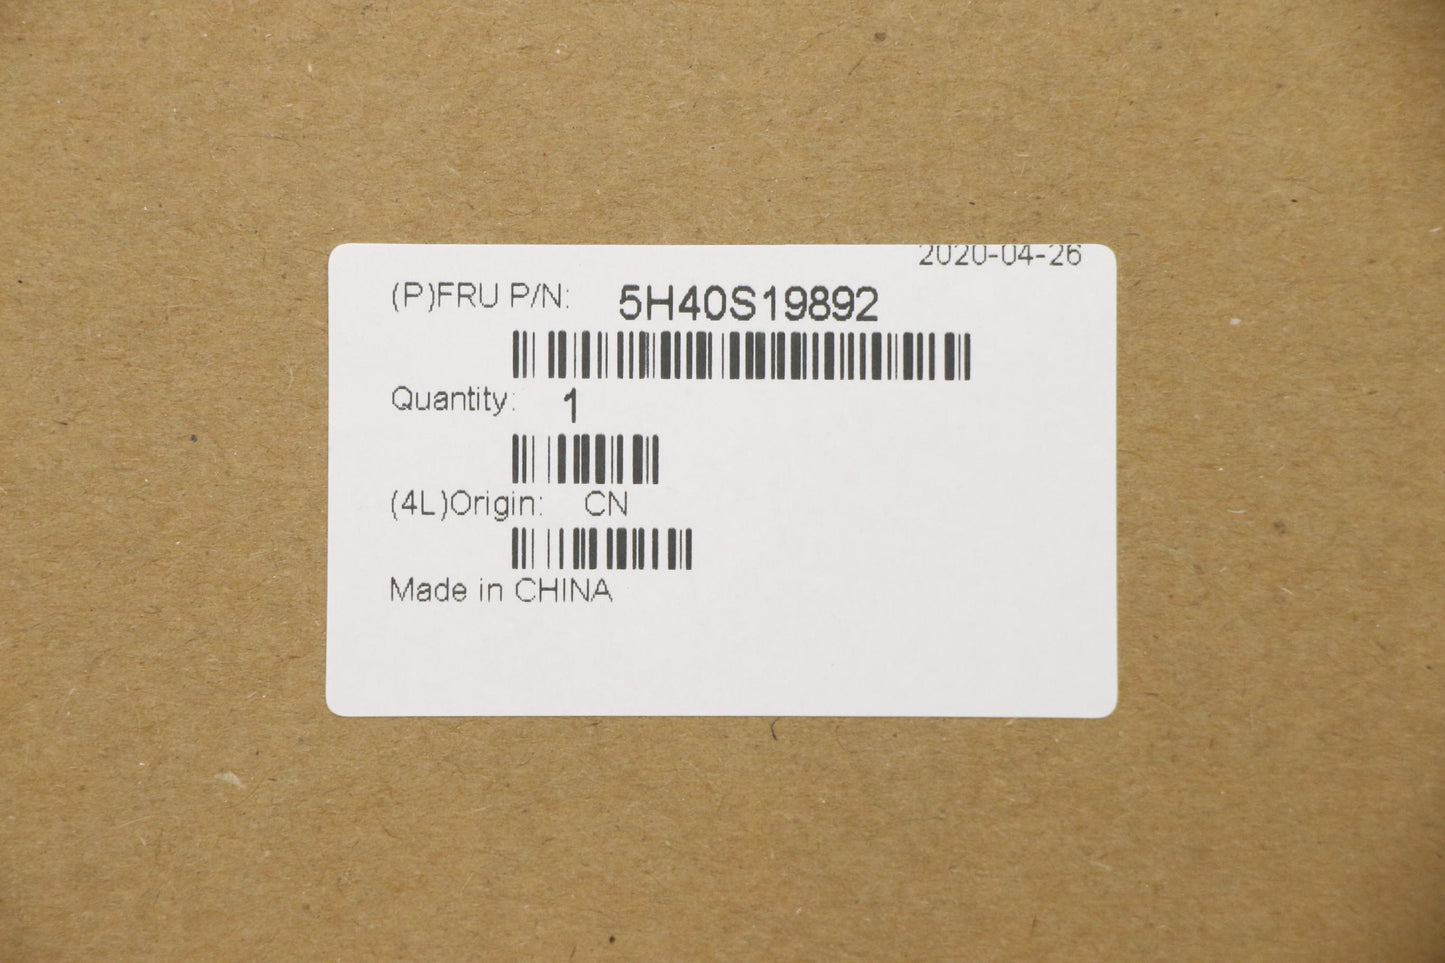 2020-04-26
(P)FRU P/N: 5H40S19892
Quantity: 1
(4L)Origin: CN
Made in CHINA